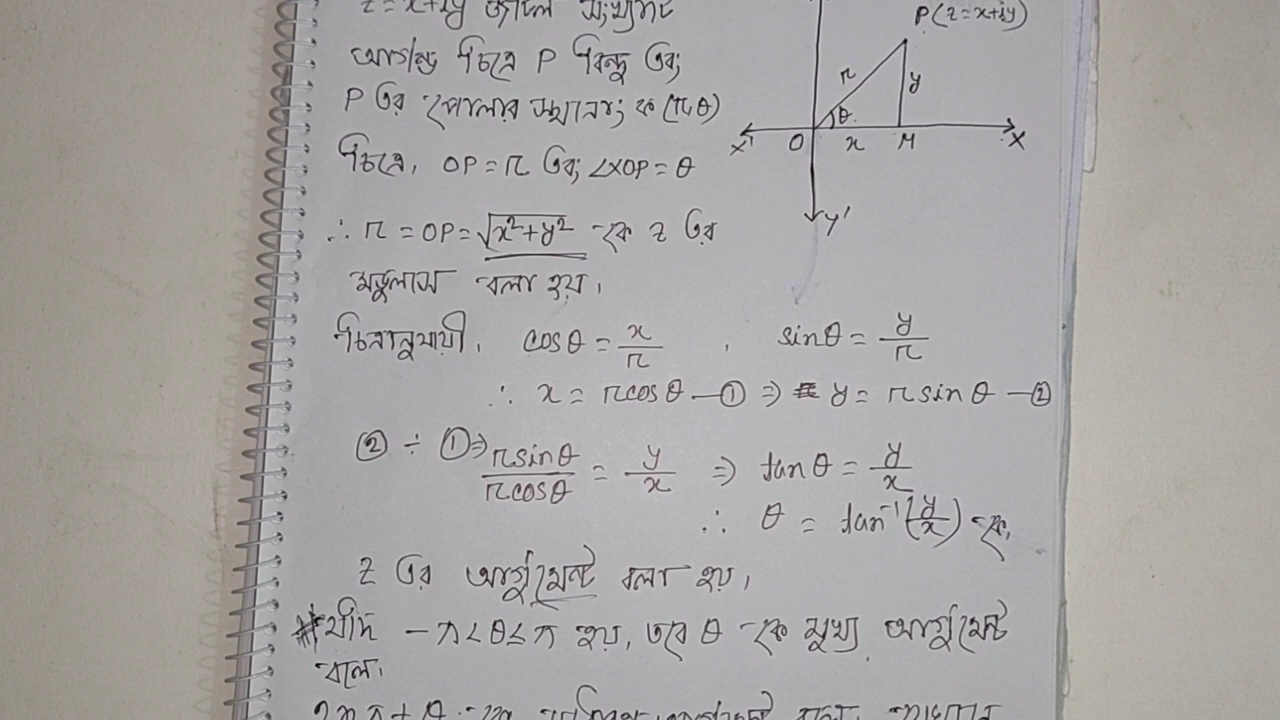 z = x+iy জটিল সংখ্যাটি
আর্গান্ড চিত্রে P বিন্দু এবং
P এর পোলার স্থানাংক (r, θ)
চিত্রে, OP = r এবং ∠XOP = θ
∴ r = OP = √x²+y² কে z এর
মডুলাস বলা হয়।
চিত্রানুযায়ী, cosθ = x/r , sinθ = y/r
∴ x = rcosθ —① ⇒ y = rsinθ —②
② ÷ ① ⇒ rsinθ/rcosθ = y/x ⇒ tanθ = y/x
∴ θ = tan⁻¹(y/x) কে,
z এর আর্গুমেন্ট বলা হয়,
# যদি -π<θ≤π হয়, তবে θ কে মুখ্য আর্গুমেন্ট
বলে।
2nπ+θ
P(z=x+iy)
r
y
θ
X'
O
x
M
X
Y'